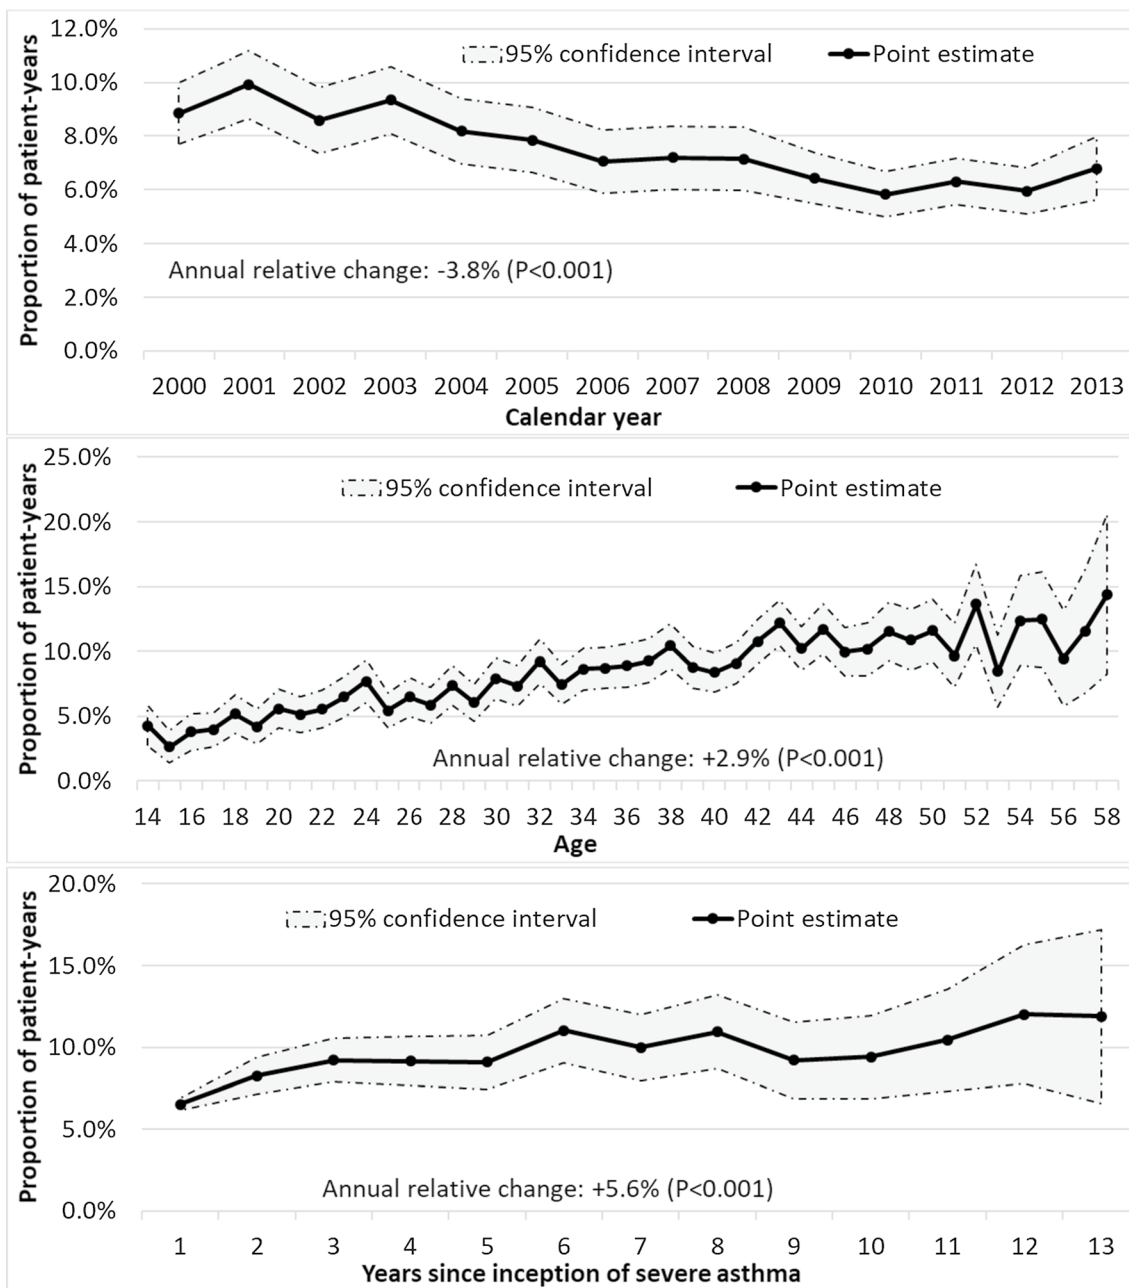 Proportion of patient-years
12.0%
10.0%
8.0%
6.0%
4.0%
2.0%
0.0%
95% confidence interval Point estimate
Annual relative change: -3.8% (P<0.001)
2000 2001 2002 2003 2004 2005 2006 2007 2008 2009 2010 2011 2012 2013
Calendar year
Proportion of patient-years
25.0%
20.0%
15.0%
10.0%
5.0%
0.0%
95% confidence interval Point estimate
Annual relative change: +2.9% (P<0.001)
14 16 18 20 22 24 26 28 30 32 34 36 38 40 42 44 46 48 50 52 54 56 58
Age
Proportion of patient-years
20.0%
15.0%
10.0%
5.0%
0.0%
95% confidence interval Point estimate
Annual relative change: +5.6% (P<0.001)
1 2 3 4 5 6 7 8 9 10 11 12 13
Years since inception of severe asthma